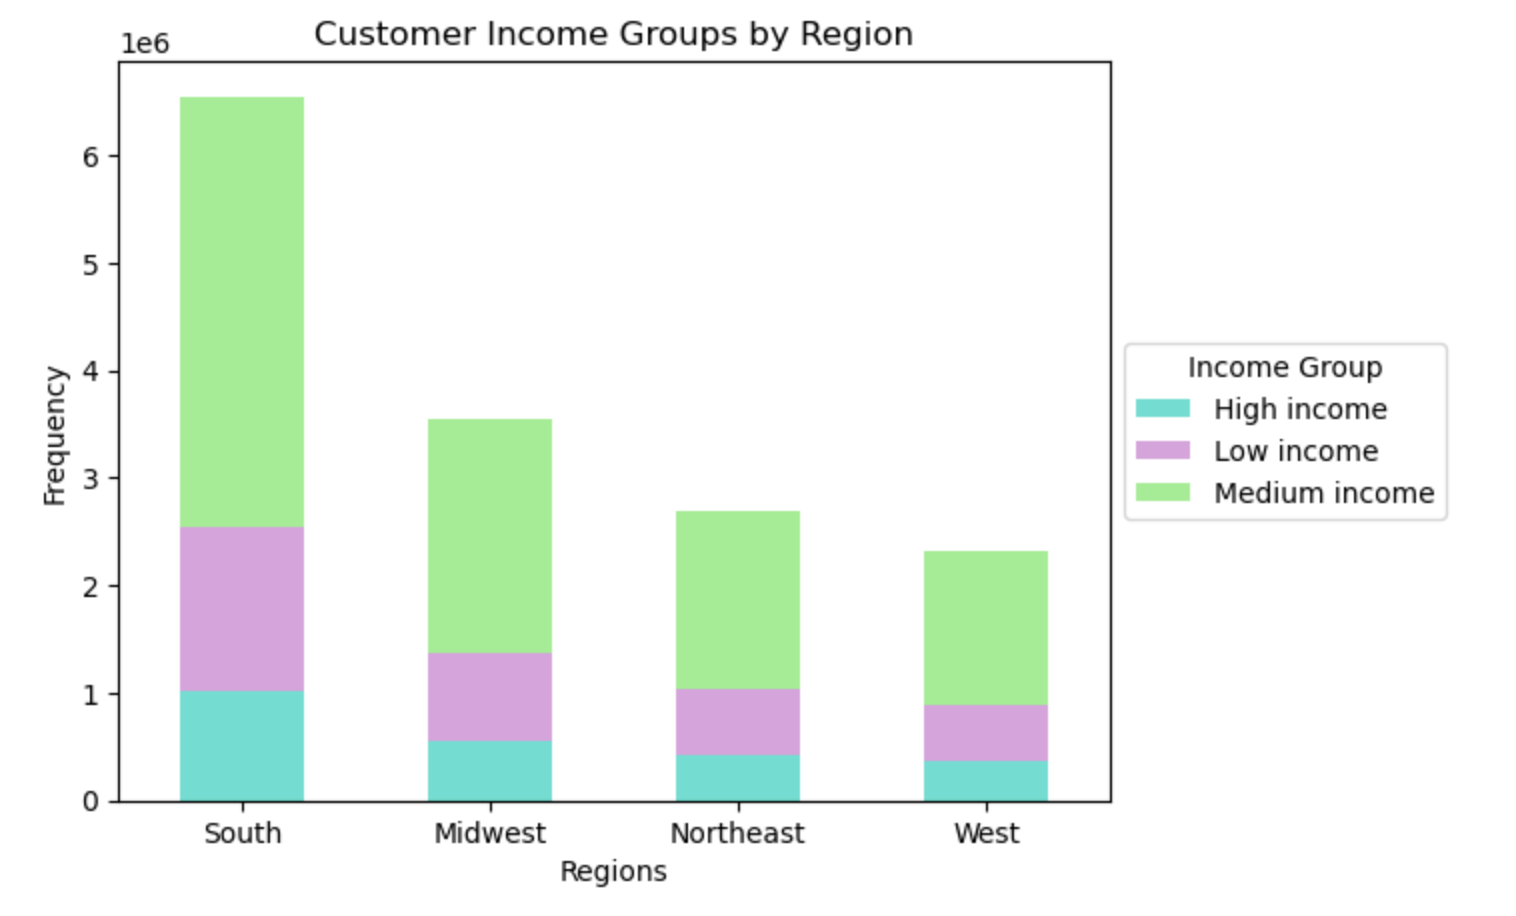 Customer Income Groups by Region
1e6
6
5
4
3
2
1
0
Frequency
South
Midwest
Northeast
West
Regions
Income Group
High income
Low income
Medium income